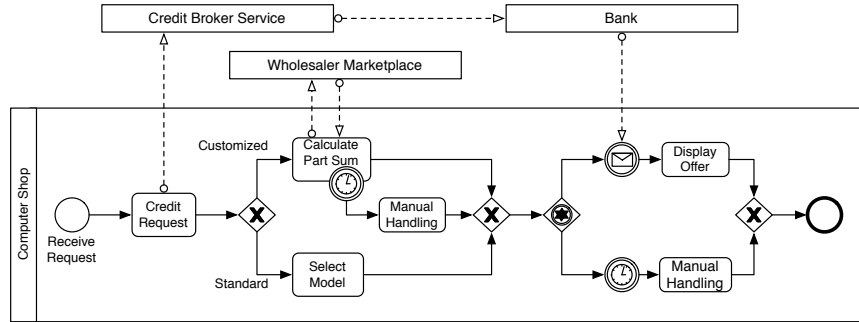 Credit Broker Service
Bank
Wholesaler Marketplace
Computer Shop
Customized
Calculate
Part Sum
Display
Offer
Credit
Request
Manual
Handling
Receive
Request
Standard
Select
Model
Manual
Handling